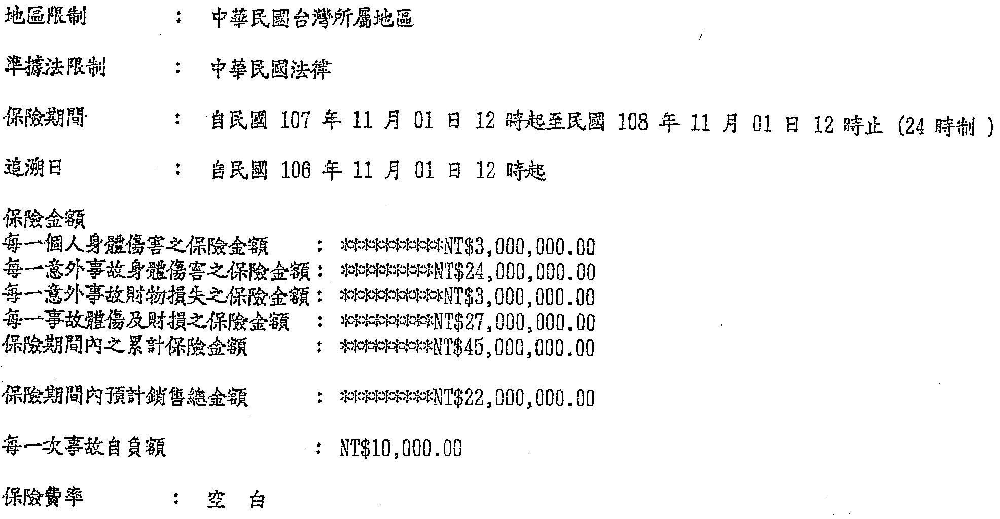 地區限制 : 中華民國台灣所屬地區
準據法限制 : 中華民國法律
保險期間 : 自民國 107 年 11 月 01 日 12 時起至民國 108 年 11 月 01 日 12 時止 (24 時制 )
追溯日 : 自民國 106 年 11 月 01 日 12 時起
保險金額
每一個人身體傷害之保險金額 : **********NT$3,000,000.00
每一意外事故身體傷害之保險金額 : *********NT$24,000,000.00
每一意外事故財物損失之保險金額 : **********NT$3,000,000.00
每一事故體傷及財損之保險金額 : *********NT$27,000,000.00
保險期間內之累計保險金額 : *********NT$45,000,000.00
保險期間內預計銷售總金額 : *********NT$22,000,000.00
每一次事故自負額 : NT$10,000.00
保險費率 : 空 白